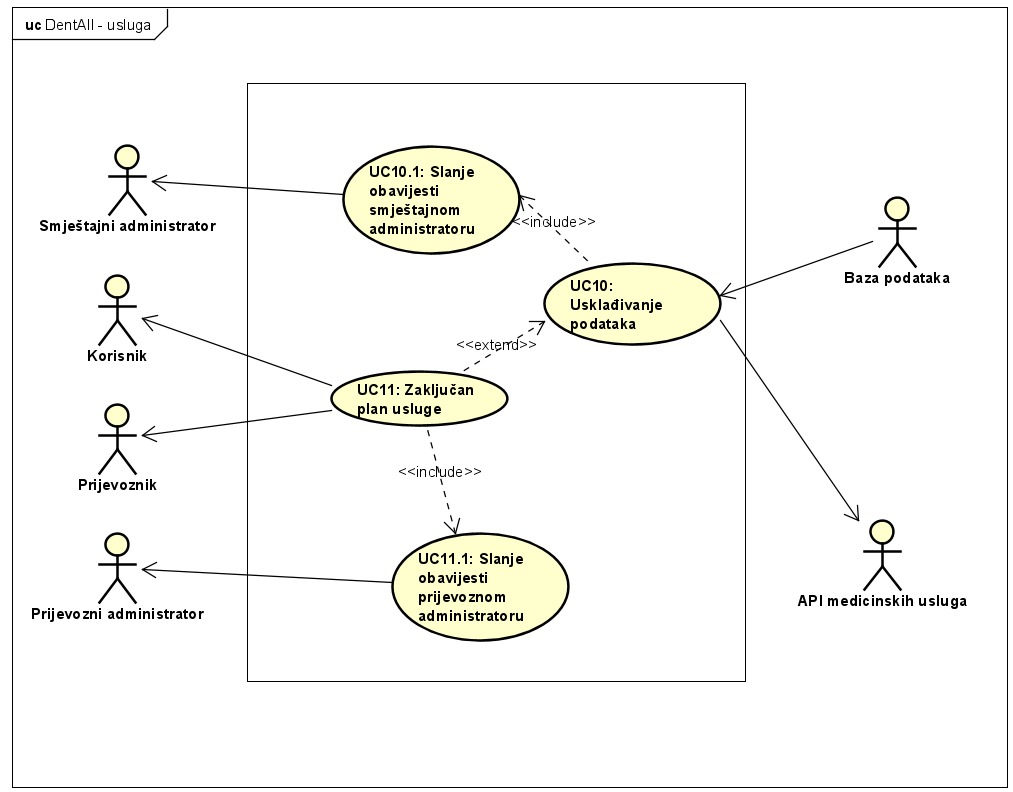 uc DentAll - usluga
UC10.1: Slanje
obavijesti
smještajnom
administratoru
Smještajni administrator
<<include>>
Baza podataka
UC10:
Usklađivanje
podataka
<<extend>>
Korisnik
UC11: Zaključan
plan usluge
Prijevoznik
<<include>>
UC11.1: Slanje
obavijesti
prijevoznom
administratoru
Prijevozni administrator
API medicinskih usluga